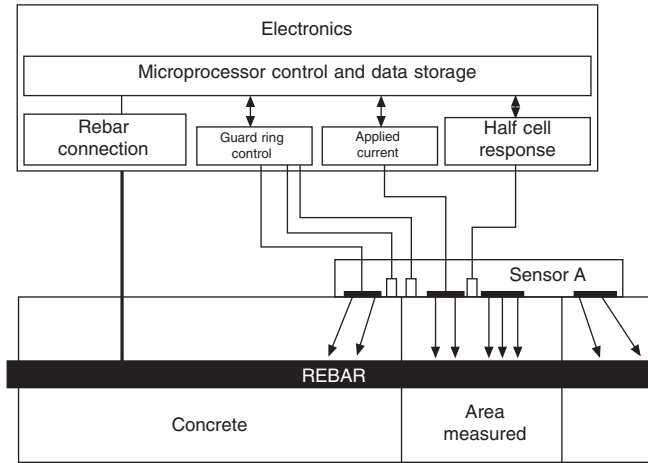 Electronics
Microprocessor control and data storage
Rebar
connection
Guard ring
control
Applied
current
Half cell
response
Sensor A
REBAR
Concrete
Area
measured